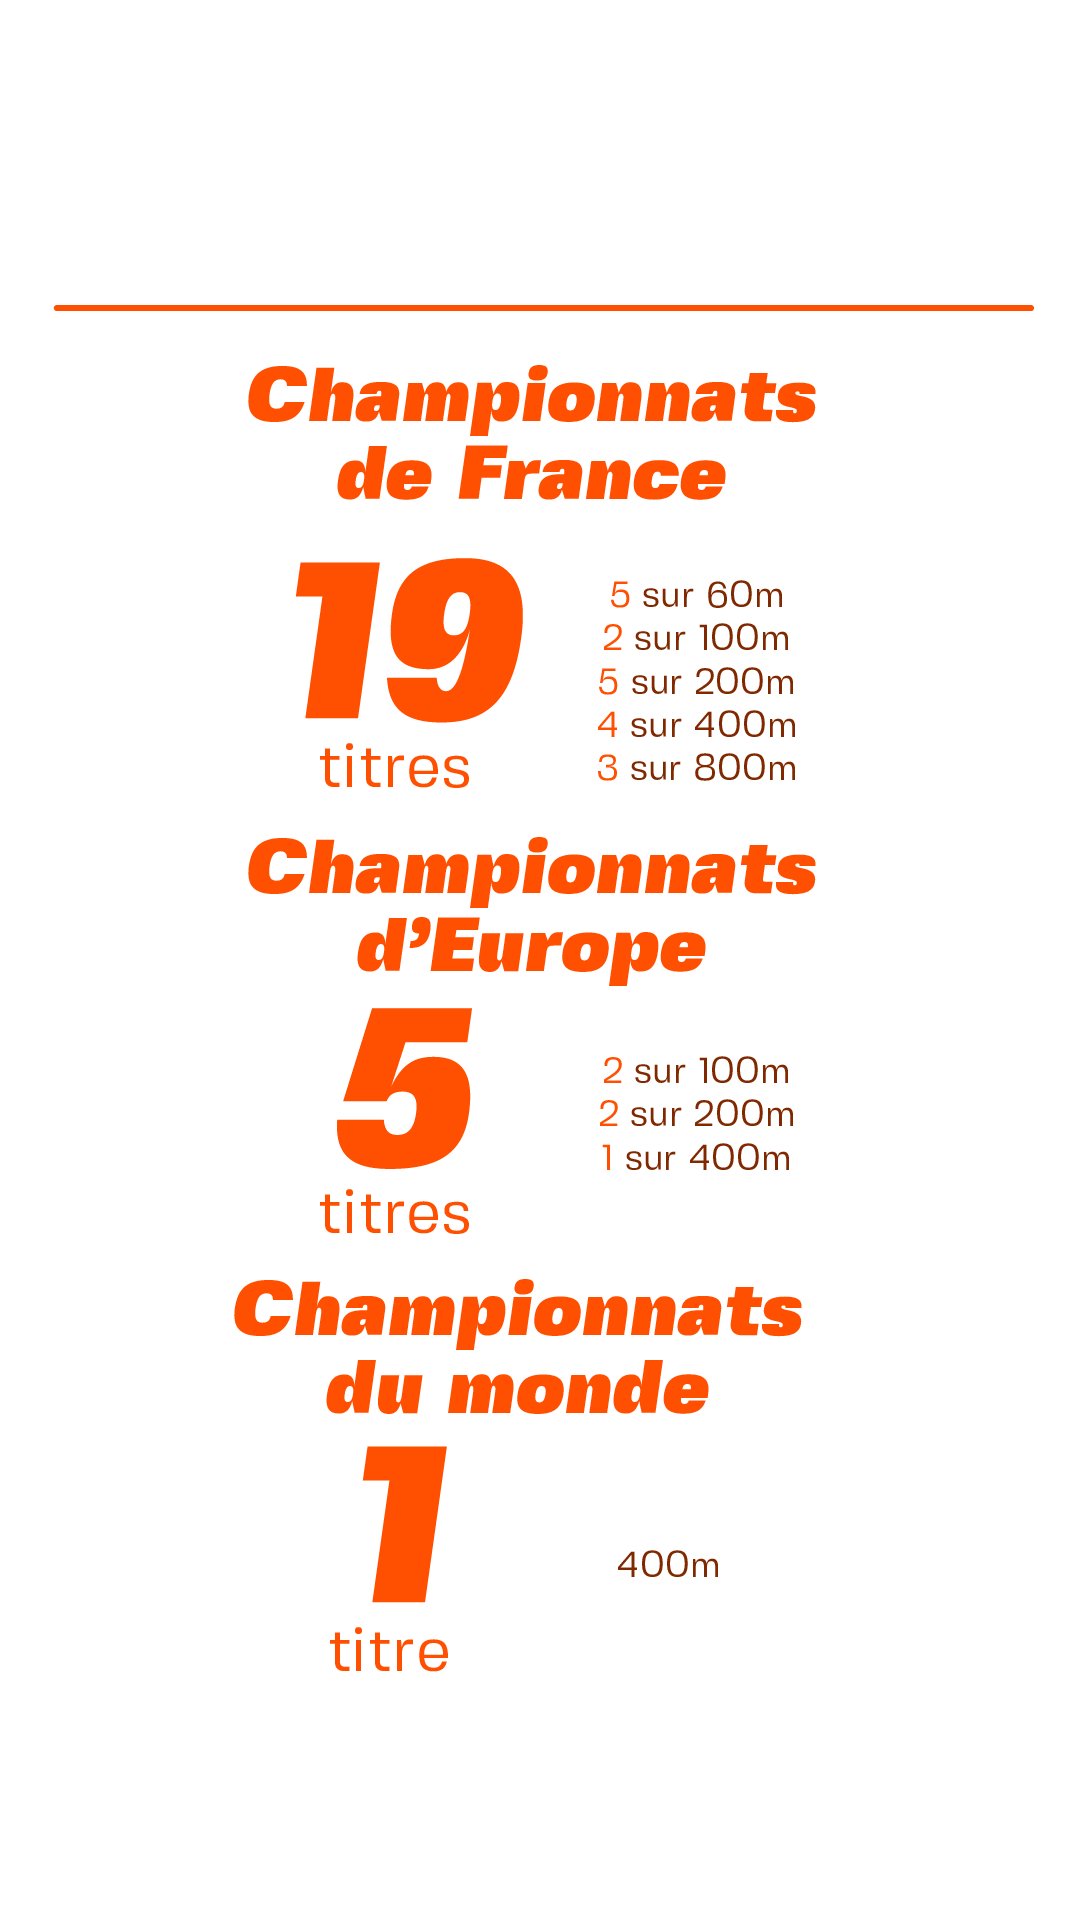 Championnats
de France
19
titres
5 sur 60m
2 sur 100m
5 sur 200m
4 sur 400m
3 sur 800m
Championnats
d’Europe
5
titres
2 sur 100m
2 sur 200m
1 sur 400m
Championnats
du monde
1
titre
400m